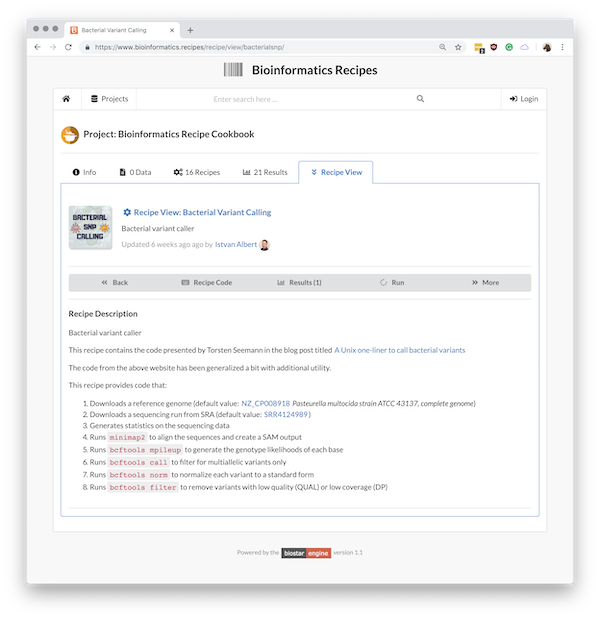 Bacterial Variant Calling
https://www.bioinformatics.recipes/recipe/view/bacterialsnp/
Bioinformatics Recipes
Projects
Enter search here ...
Login
Project: Bioinformatics Recipe Cookbook
Info
0 Data
16 Recipes
21 Results
Recipe View
BACTERIAL
SNP
CALLING
Recipe View: Bacterial Variant Calling
Bacterial variant caller
Updated 6 weeks ago ago by Istvan Albert
Back
Recipe Code
Results (1)
Run
More
Recipe Description
Bacterial variant caller
This recipe contains the code presented by Torsten Seemann in the blog post titled A Unix one-liner to call bacterial variants
The code from the above website has been generalized a bit with additional utility.
This recipe provides code that:
1. Downloads a reference genome (default value: NZ_CP008918 Pasteurella multocida strain ATCC 43137, complete genome)
2. Downloads a sequencing run from SRA (default value: SRR4124989)
3. Generates statistics on the sequencing data
4. Runs minimap2 to align the sequences and create a SAM output
5. Runs bcftools mpileup to generate the genotype likelihoods of each base
6. Runs bcftools call to filter for multiallelic variants only
7. Runs bcftools norm to normalize each variant to a standard form
8. Runs bcftools filter to remove variants with low quality (QUAL) or low coverage (DP)
Powered by the biostar engine version 1.1